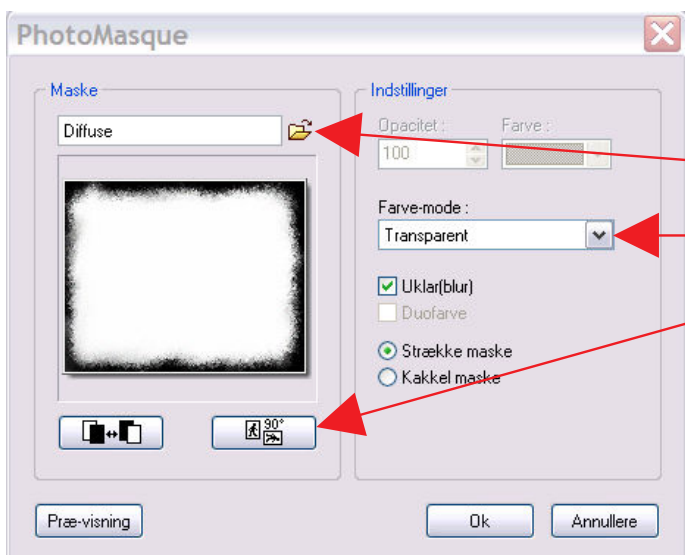 PhotoMasque
Maske
Diffuse
90°
Præ-visning
Indstillinger
Opacitet :
Farve :
100
Farve-mode :
Transparent
Uklar(blur)
Duofarve
Strække maske
Kakkel maske
Ok
Annullere